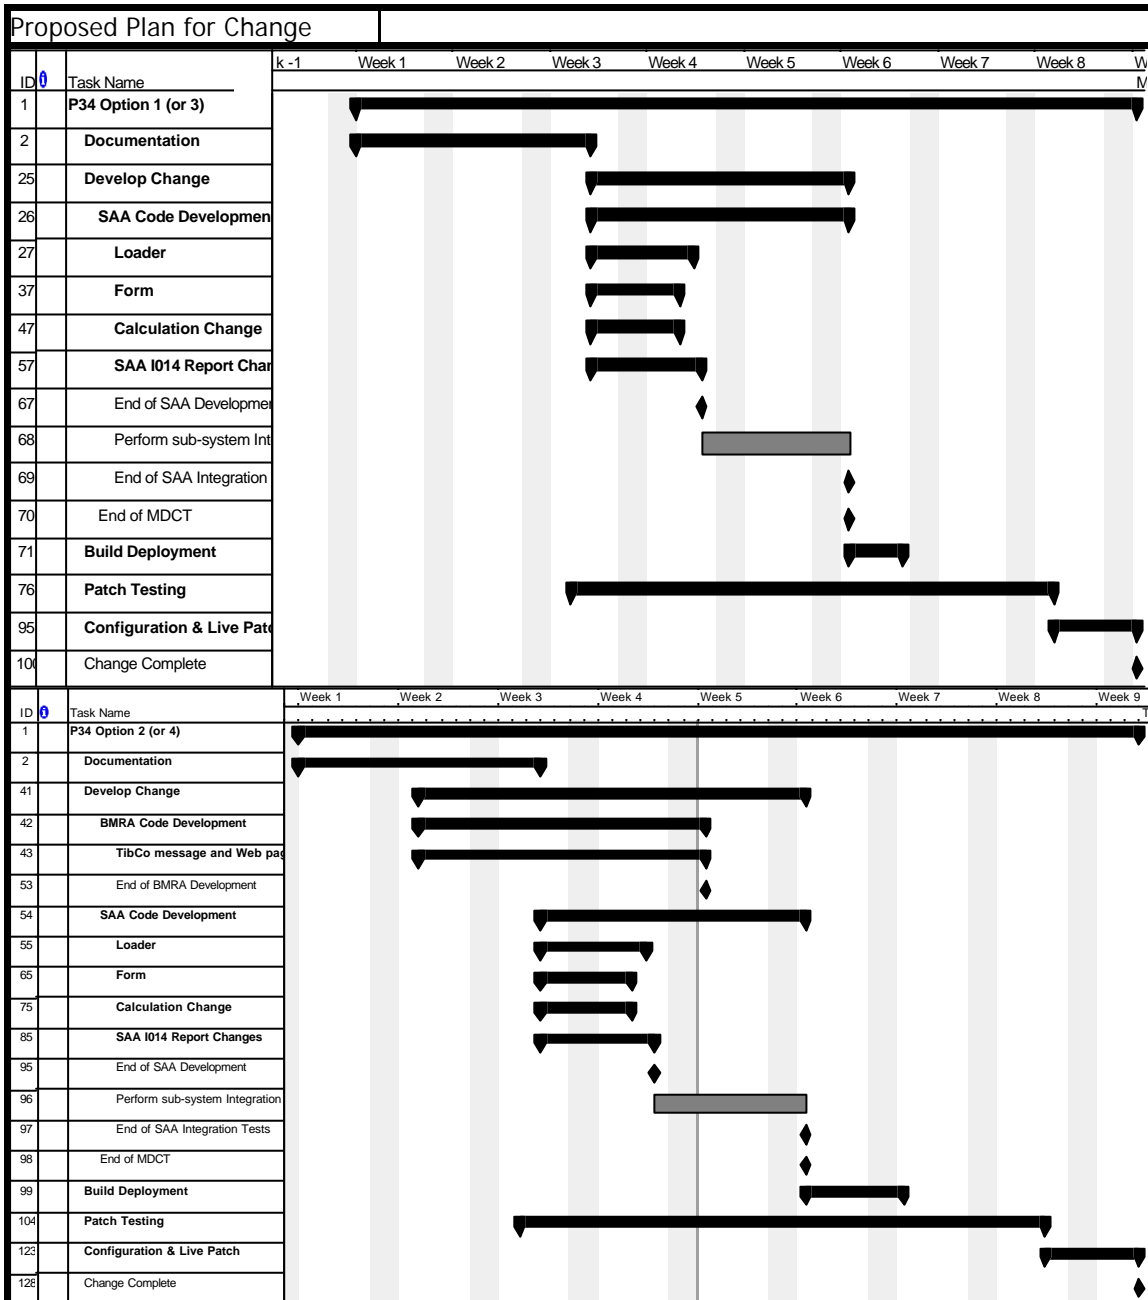 Proposed Plan for Change
k -1 Week 1 Week 2 Week 3 Week 4 Week 5 Week 6 Week 7 Week 8 W
ID Task Name M
1 P34 Option 1 (or 3)
2 Documentation
25 Develop Change
26 SAA Code Developmen
27 Loader
37 Form
47 Calculation Change
57 SAA I014 Report Char
67 End of SAA Developmer
68 Perform sub-system Int
69 End of SAA Integration
70 End of MDCT
71 Build Deployment
76 Patch Testing
95 Configuration & Live Patc
100 Change Complete
Week 1 Week 2 Week 3 Week 4 Week 5 Week 6 Week 7 Week 8 Week 9
ID Task Name T
1 P34 Option 2 (or 4)
2 Documentation
41 Develop Change
42 BMRA Code Development
43 TibCo message and Web pag
53 End of BMRA Development
54 SAA Code Development
55 Loader
65 Form
75 Calculation Change
85 SAA I014 Report Changes
95 End of SAA Development
96 Perform sub-system Integration
97 End of SAA Integration Tests
98 End of MDCT
99 Build Deployment
104 Patch Testing
123 Configuration & Live Patch
128 Change Complete